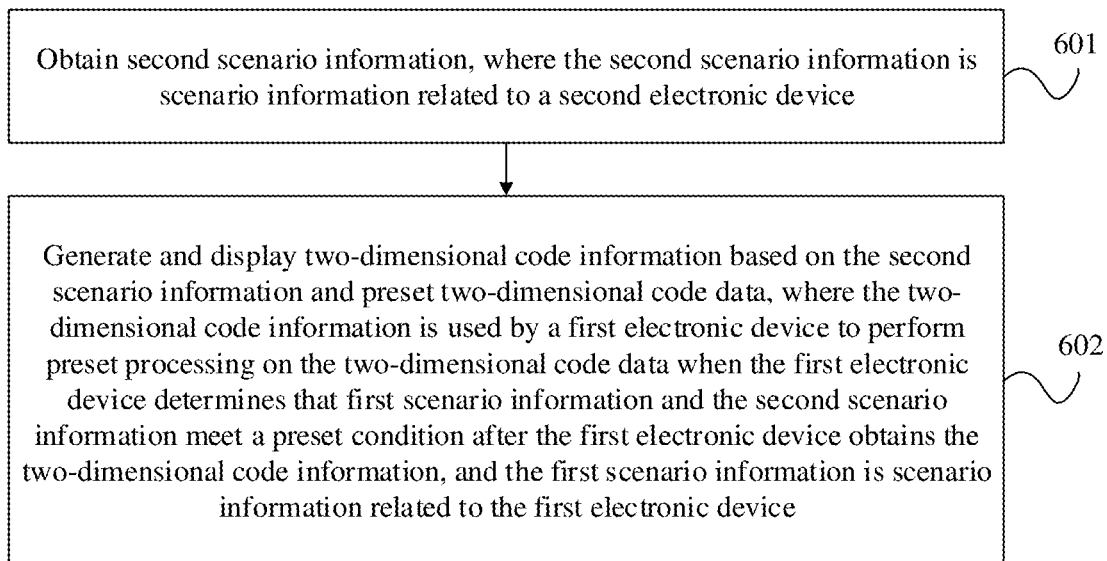 Obtain second scenario information, where the second scenario information is
scenario information related to a second electronic device
601
Generate and display two-dimensional code information based on the second
scenario information and preset two-dimensional code data, where the two-
dimensional code information is used by a first electronic device to perform
preset processing on the two-dimensional code data when the first electronic
device determines that first scenario information and the second scenario
information meet a preset condition after the first electronic device obtains the
two-dimensional code information, and the first scenario information is scenario
information related to the first electronic device
602